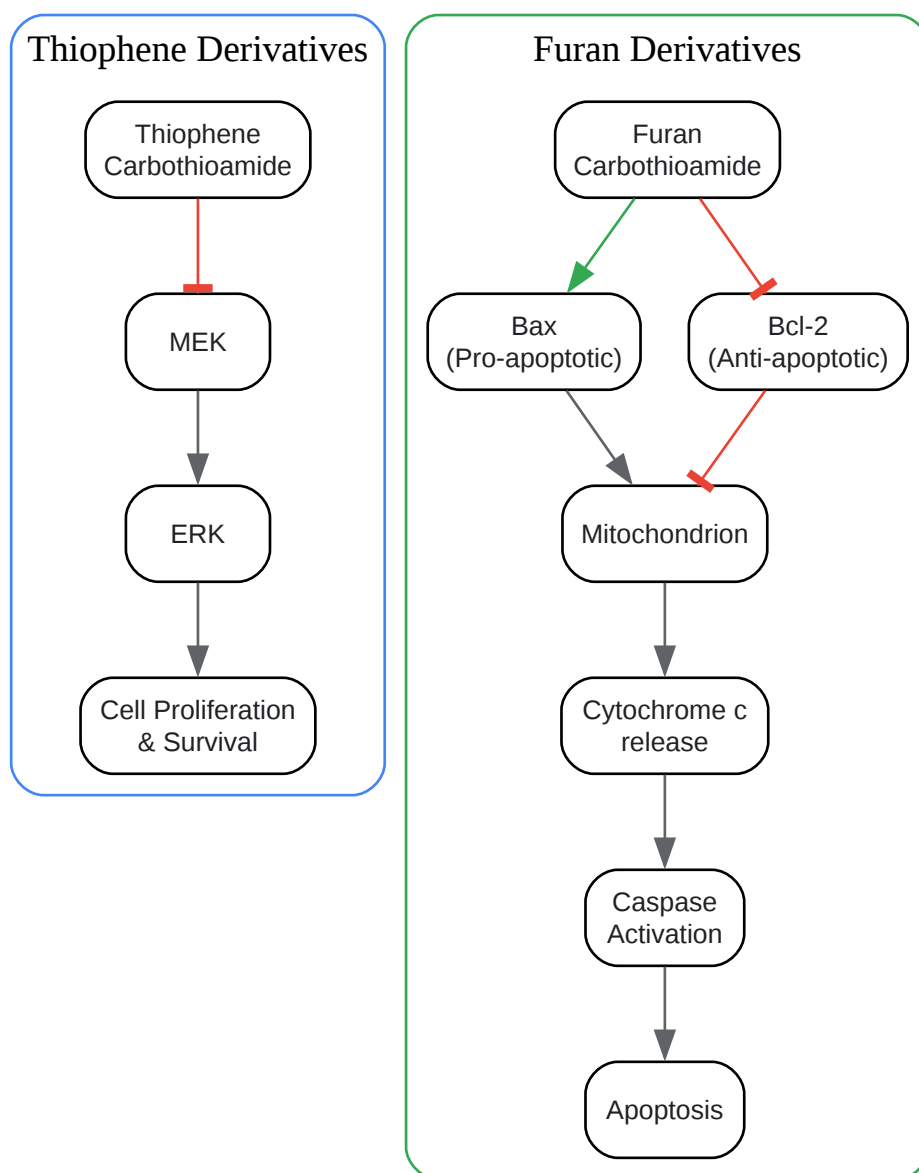 Thiophene Derivatives
Thiophene
Carbothioamide
MEK
ERK
Cell Proliferation
& Survival
Furan Derivatives
Furan
Carbothioamide
Bax
(Pro-apoptotic)
Bcl-2
(Anti-apoptotic)
Mitochondrion
Cytochrome c
release
Caspase
Activation
Apoptosis